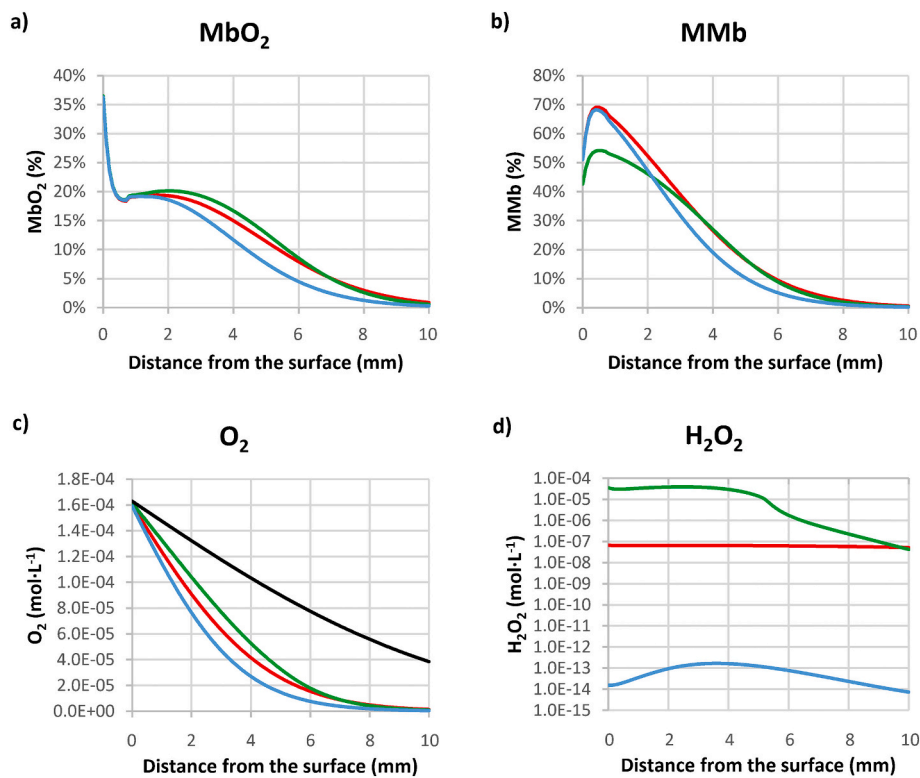 a)
MbO₂
40%
35%
30%
25%
20%
15%
10%
5%
0%
MbO₂ (%)
0 2 4 6 8 10
Distance from the surface (mm)
b)
MMb
80%
70%
60%
50%
40%
30%
20%
10%
0%
MMb (%)
0 2 4 6 8 10
Distance from the surface (mm)
c)
O₂
1.8E-04
1.6E-04
1.4E-04
1.2E-04
1.0E-04
8.0E-05
6.0E-05
4.0E-05
2.0E-05
0.0E+00
O₂ (mol·L⁻¹)
0 2 4 6 8 10
Distance from the surface (mm)
d)
H₂O₂
1.0E-04
1.0E-05
1.0E-06
1.0E-07
1.0E-08
1.0E-09
1.0E-10
1.0E-11
1.0E-12
1.0E-13
1.0E-14
1.0E-15
H₂O₂ (mol·L⁻¹)
0 2 4 6 8 10
Distance from the surface (mm)